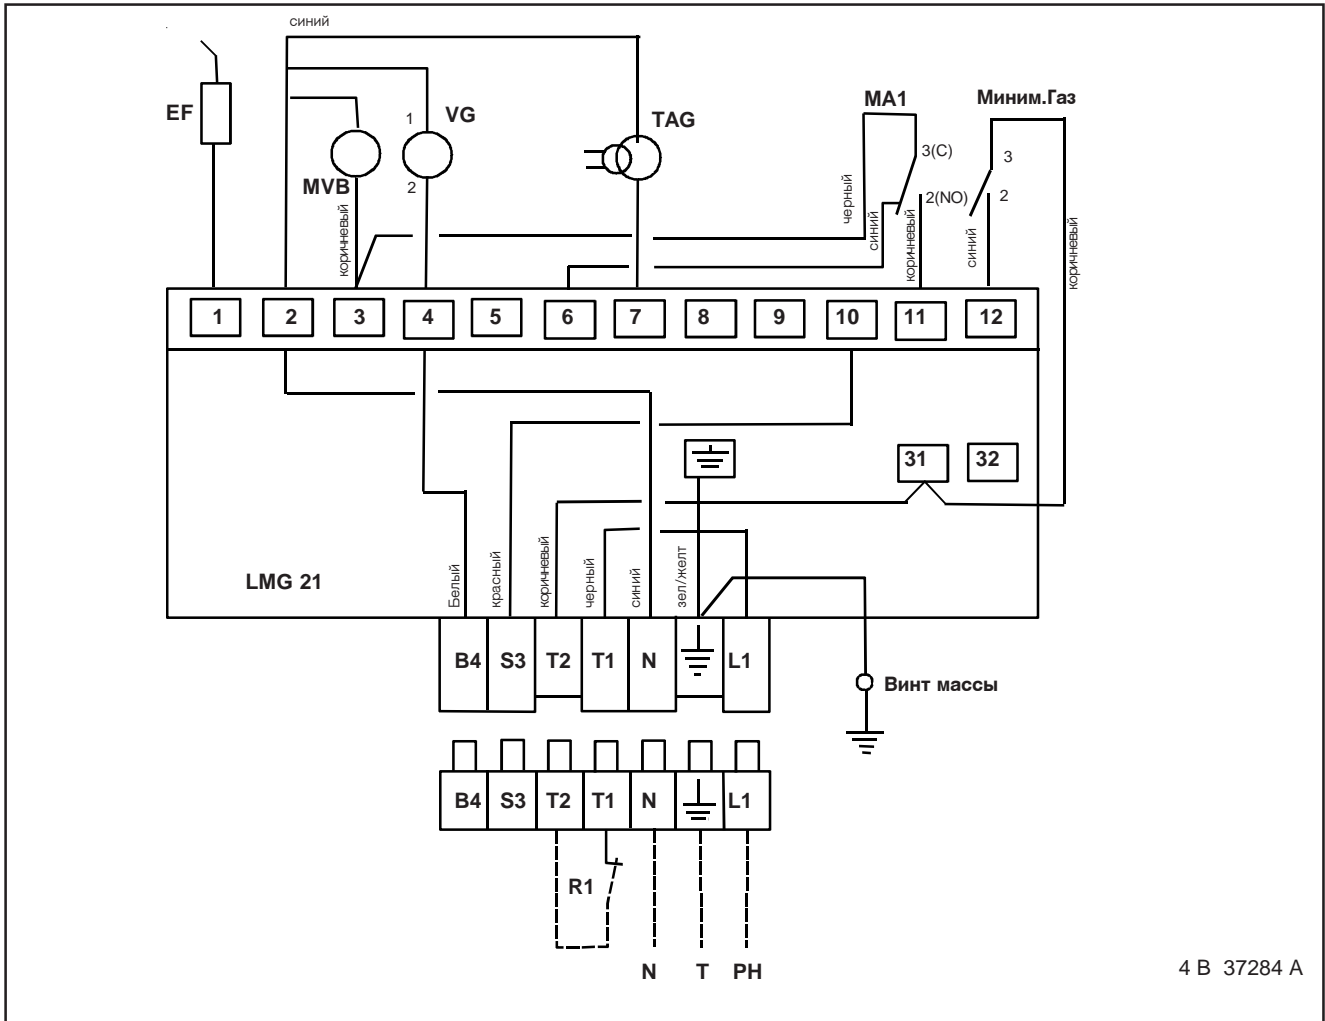 синий
EF
MVB
1
VG
2
TAG
MA1
Миним.Газ
3(C)
2(NO)
3
2
коричневый
черный
синий
коричневый
синий
коричневый
1 2 3 4 5 6 7 8 9 10 11 12
31 32
LMG 21
Белый
красный
коричневый
черный
синий
зел/желт
B4 S3 T2 T1 N L1
Винт массы
B4 S3 T2 T1 N L1
R1
N T PH
4 B 37284 A